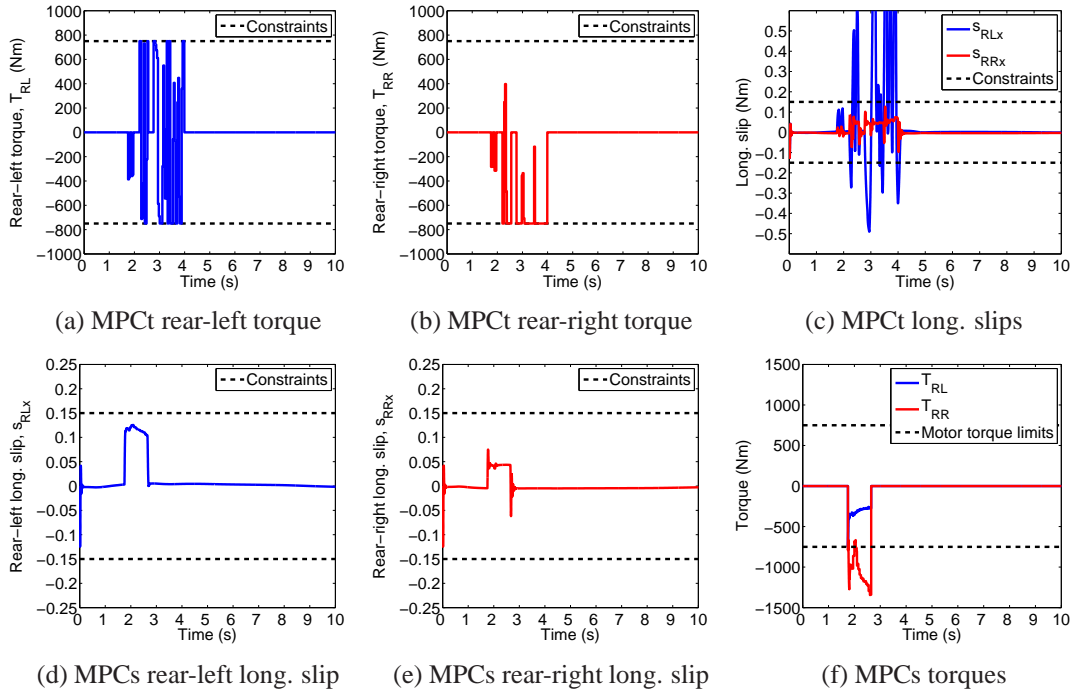 1000
800
600
400
200
0
−200
−400
−600
−800
1000
0 1 2 3 4 5 6 7 8 9 10
Rear−left torque, T_RL (Nm)
Time (s)
Constraints
(a) MPCt rear-left torque
1000
800
600
400
200
0
−200
−400
−600
−800
1000
0 1 2 3 4 5 6 7 8 9 10
Rear−right torque, T_RR (Nm)
Time (s)
Constraints
(b) MPCt rear-right torque
0.5
0.4
0.3
0.2
0.1
0
−0.1
−0.2
−0.3
−0.4
−0.5
0 1 2 3 4 5 6 7 8 9 10
Long. slip (Nm)
Time (s)
s_RLx
s_RRx
Constraints
(c) MPCt long. slips
0.25
0.2
0.15
0.1
0.05
0
−0.05
−0.1
−0.15
−0.2
−0.25
0 1 2 3 4 5 6 7 8 9 10
Rear−left long. slip, s_RLx
Time (s)
Constraints
(d) MPCs rear-left long. slip
0.25
0.2
0.15
0.1
0.05
0
−0.05
−0.1
−0.15
−0.2
−0.25
0 1 2 3 4 5 6 7 8 9 10
Rear−right long. slip, s_RRx
Time (s)
Constraints
(e) MPCs rear-right long. slip
1500
1000
500
0
−500
−1000
−1500
0 1 2 3 4 5 6 7 8 9 10
Torque (Nm)
Time (s)
T_RL
T_RR
Motor torque limits
(f) MPCs torques